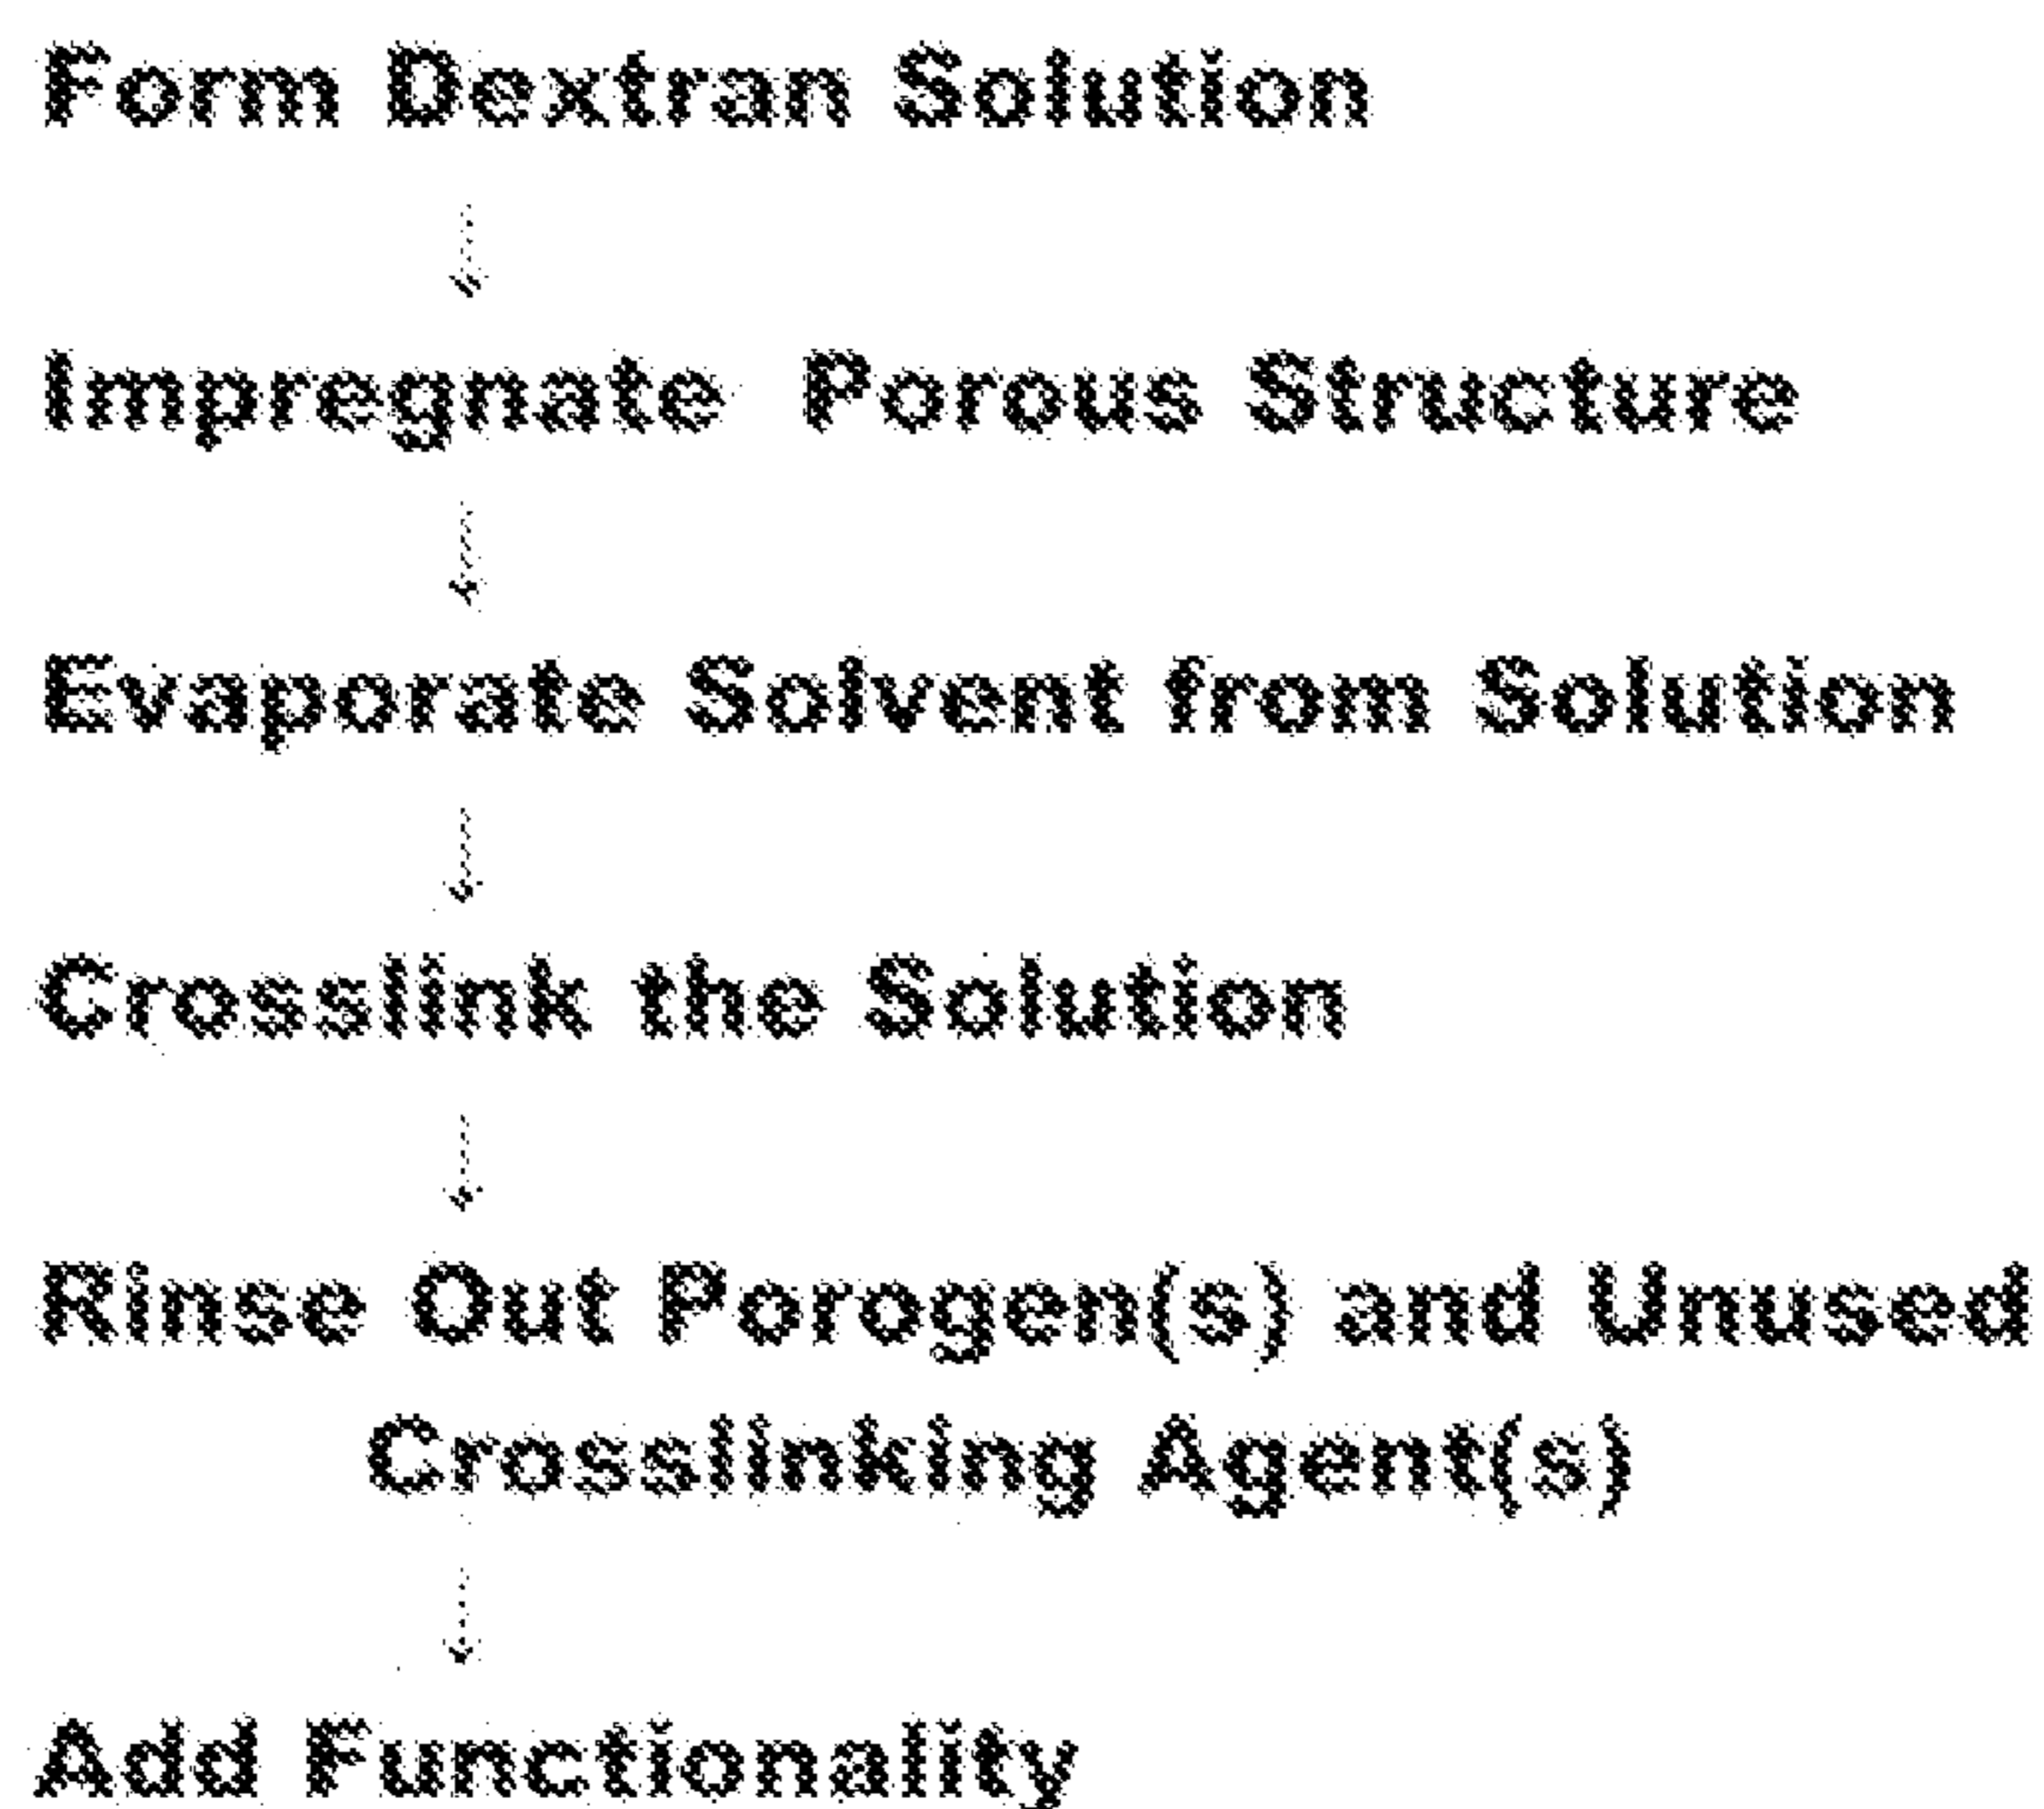 Form Dextran Solution
Impregnate Porous Structure
Evaporate Solvent from Solution
Crosslink the Solution
Rinse Out Porogen(s) and Unused
Crosslinking Agent(s)
Add Functionality